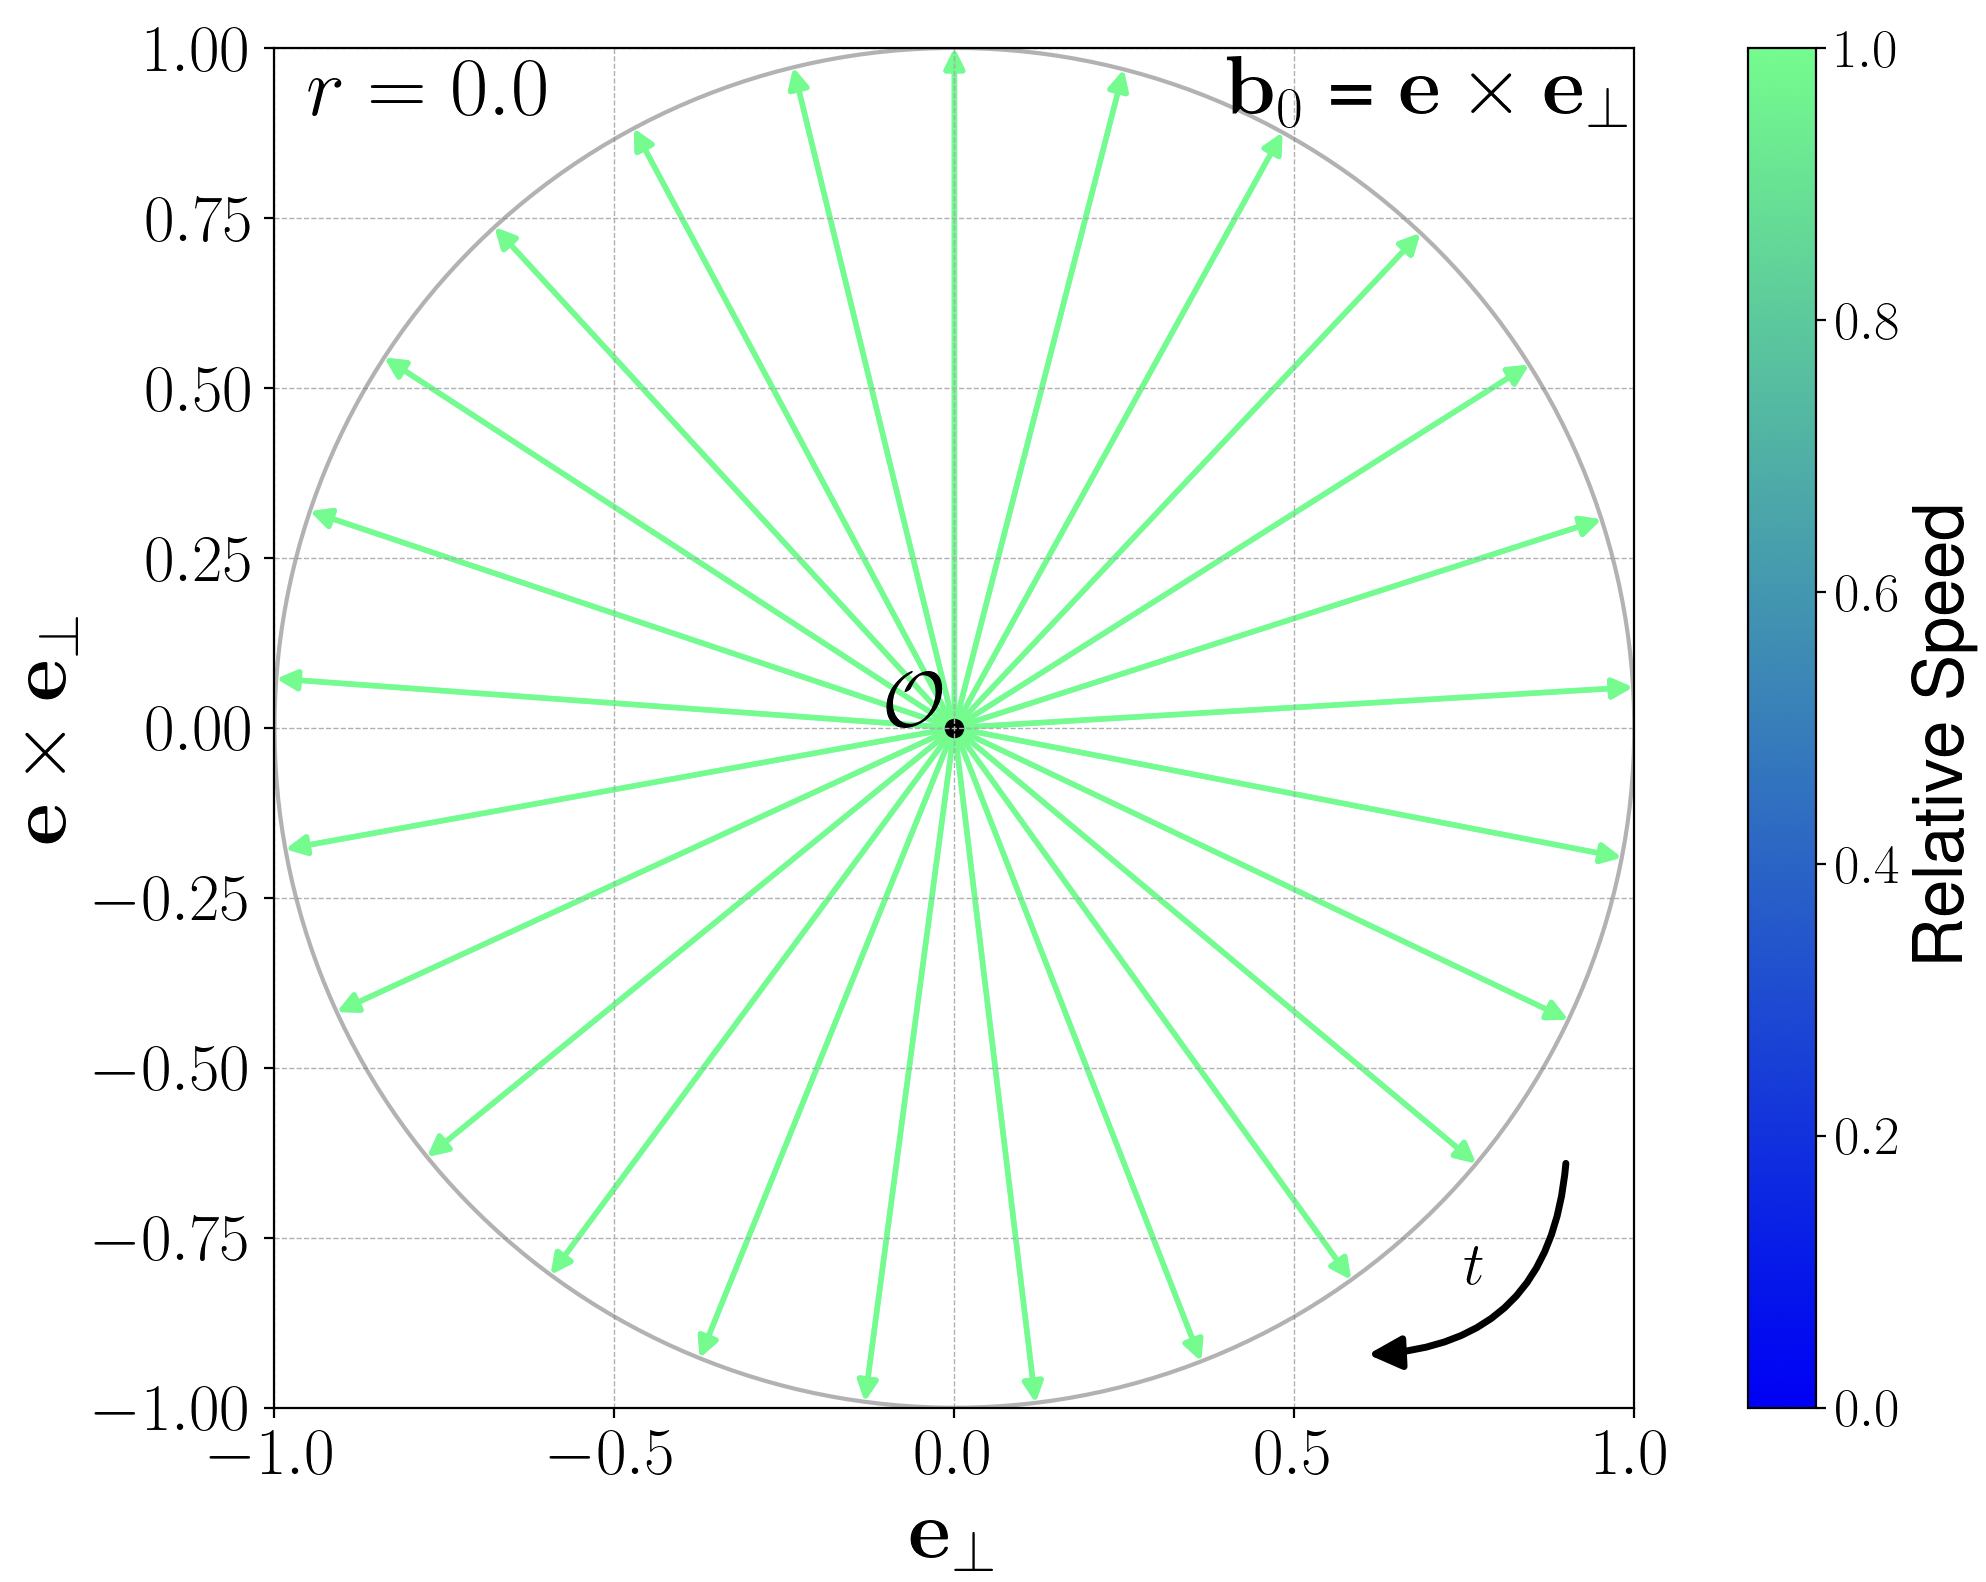 r = 0.0
b₀ = e × e⊥
1.00
0.75
0.50
0.25
0.00
−0.25
−0.50
−0.75
−1.00
e × e⊥
𝒪
t
−1.0 −0.5 0.0 0.5 1.0
e⊥
1.0
0.8
0.6
0.4
0.2
0.0
Relative Speed